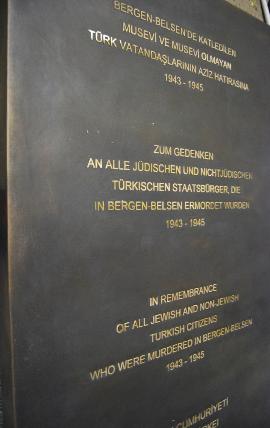 BERGEN-BELSEN'DE KATLEDİLEN
MUSEVİ VE MUSEVİ OLMAYAN
TÜRK VATANDAŞLARININ AZİZ HATIRASINA
1943 - 1945
ZUM GEDENKEN
AN ALLE JÜDISCHEN UND NICHTJÜDISCHEN
TÜRKISCHEN STAATSBÜRGER, DIE
IN BERGEN-BELSEN ERMORDET WURDEN
1943 - 1945
IN REMEMBRANCE
OF ALL JEWISH AND NON-JEWISH
TURKISH CITIZENS
WHO WERE MURDERED IN BERGEN-BELSEN
1943 - 1945
CUMHURİYETİ